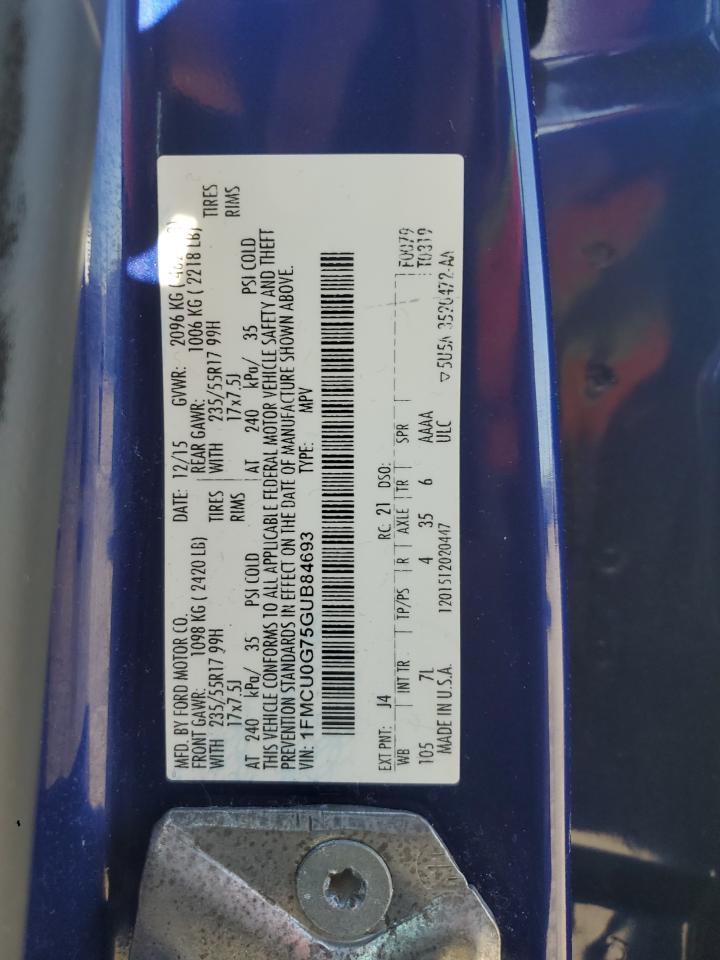 MFD. BY FORD MOTOR CO. DATE: 12/15 GVWR: 2096 KG
FRONT GAWR: 1098 KG ( 2420 LB) REAR GAWR: 1006 KG ( 2218 LB)
WITH 235/55R17 99H TIRES WITH 235/55R17 99H TIRES
17x7.5J RIMS 17x7.5J RIMS
AT 240 kPa/ 35 PSI COLD AT 240 kPa/ 35 PSI COLD
THIS VEHICLE CONFORMS TO ALL APPLICABLE FEDERAL MOTOR VEHICLE SAFETY AND THEFT
PREVENTION STANDARDS IN EFFECT ON THE DATE OF MANUFACTURE SHOWN ABOVE.
VIN: 1FMCU0G75GUB84693 TYPE: MPV
EXT PNT: J4 RC: 21 DSO: F0079
WB INT TR TP/PS R AXLE TR SPR T0319
105 7L 4 35 6 AAAA
MADE IN U.S.A. 1201512020447 ULC ▽5U5A-3520472-AA